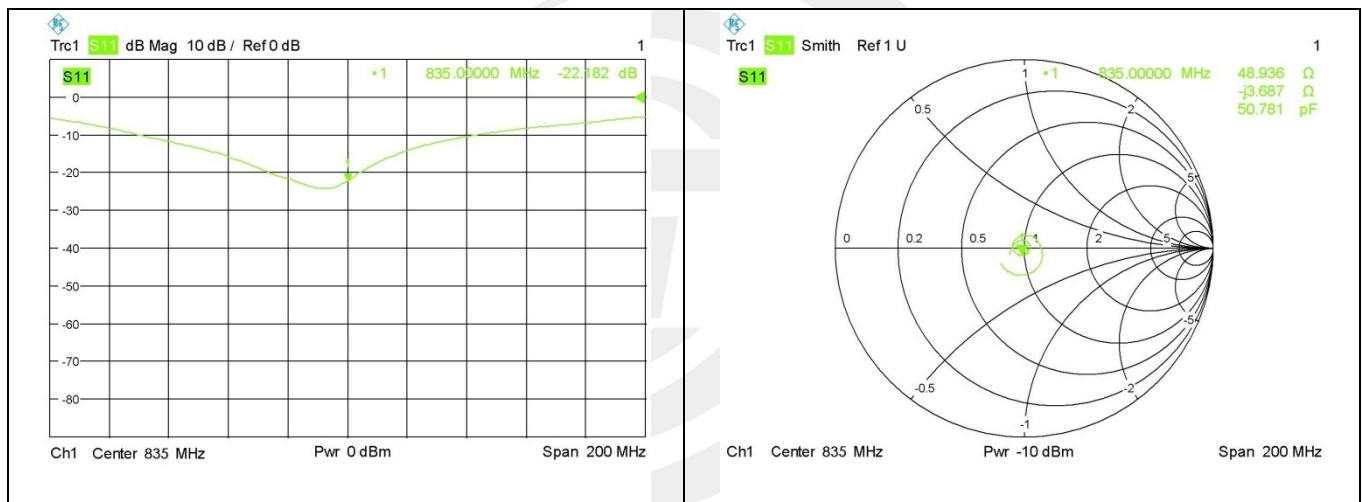 Trc1 S11 dB Mag 10 dB / Ref 0 dB 1
S11 •1 835.00000 MHz -22.182 dB
0
-10
-20
-30
-40
-50
-60
-70
-80
Ch1 Center 835 MHz Pwr 0 dBm Span 200 MHz
Trc1 S11 Smith Ref 1 U 1
S11 •1 835.00000 MHz 48.936 Ω
-j3.687 Ω
50.781 pF
1
0.5 2
5
0 0.2 0.5 1 2 5
-5
-0.5 -2
-1
Ch1 Center 835 MHz Pwr -10 dBm Span 200 MHz